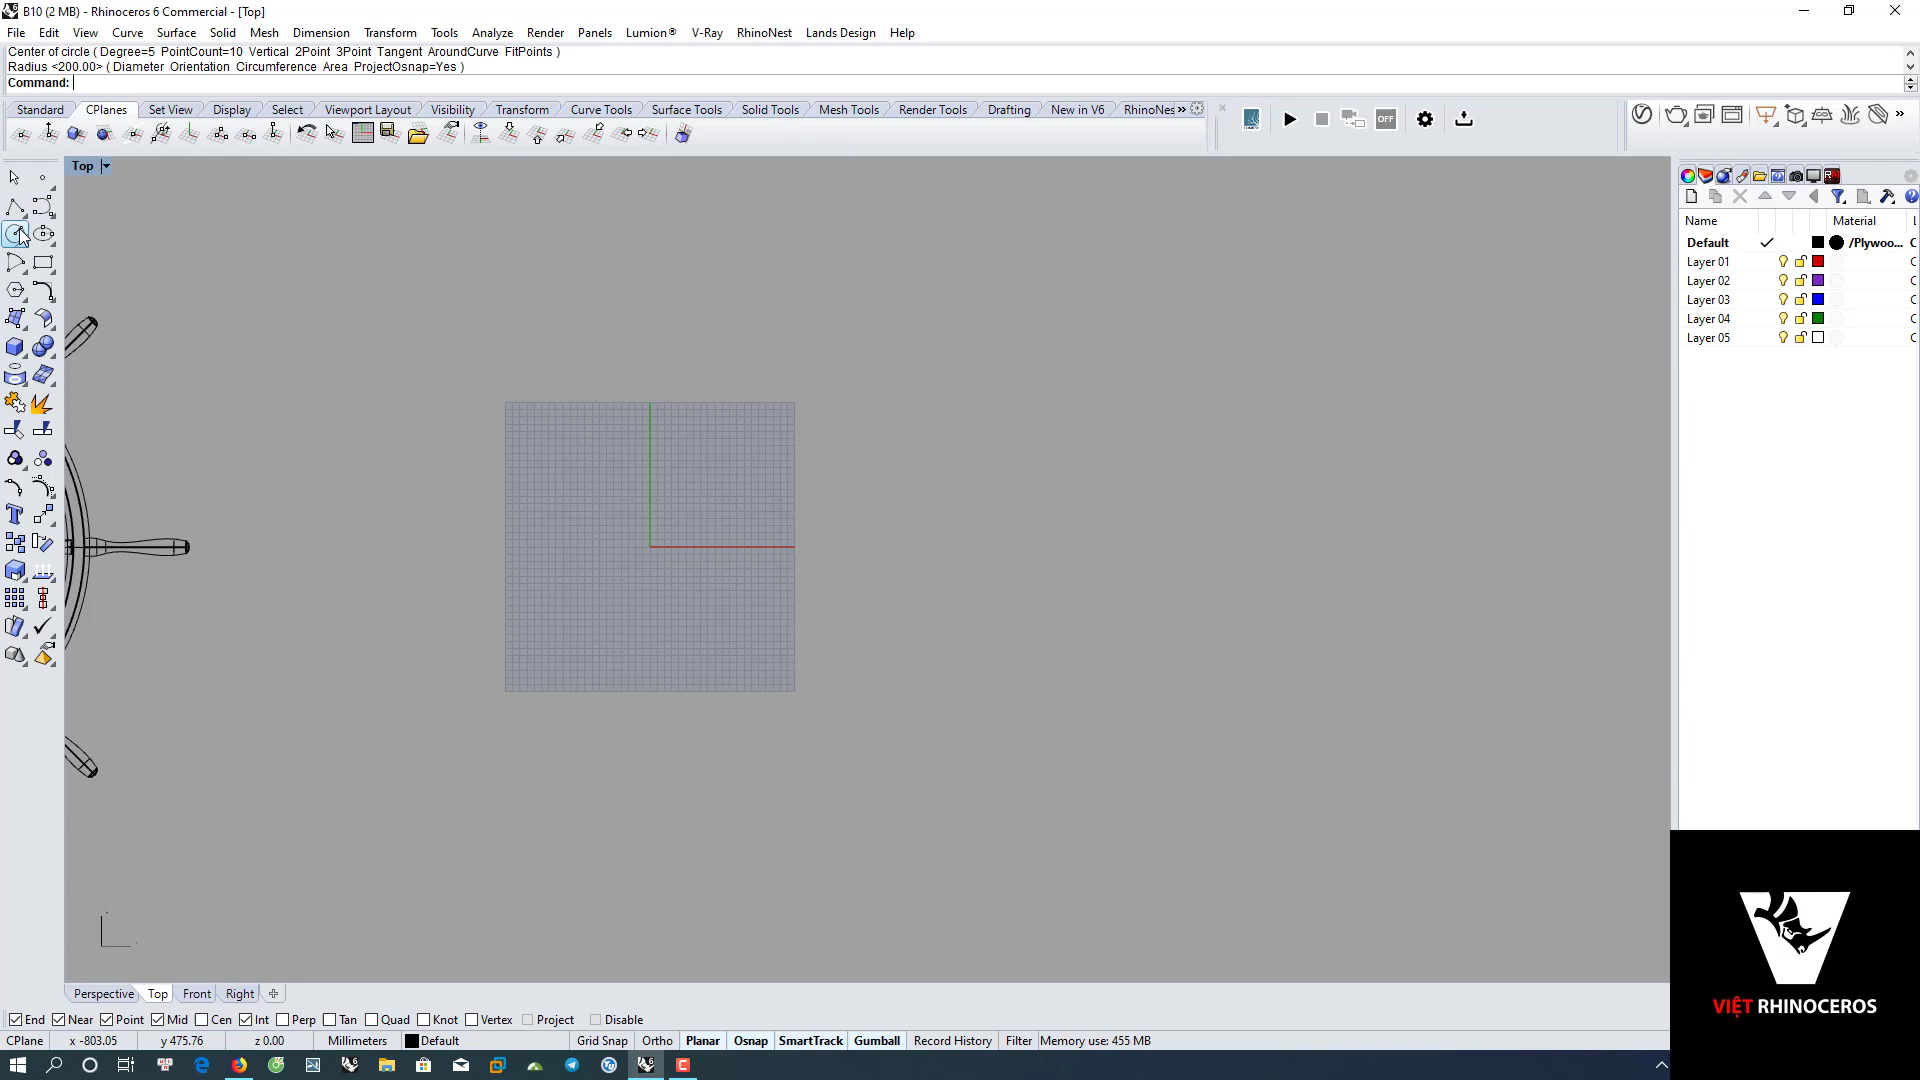 B10 (2 MB) - Rhinoceros 6 Commercial - [Top]
File Edit View Curve Surface Solid Mesh Dimension Transform Tools Analyze Render Panels Lumion® V-Ray RhinoNest Lands Design Help
Center of circle ( Degree=5 PointCount=10 Vertical 2Point 3Point Tangent AroundCurve FitPoints )
Radius <200.00> ( Diameter Orientation Circumference Area ProjectOsnap=Yes )
Command:
Standard CPlanes Set View Display Select Viewport Layout Visibility Transform Curve Tools Surface Tools Solid Tools Mesh Tools Render Tools Drafting New in V6 RhinoNes »
OFF
Top
Name Material L
Default /Plywoo... C
Layer 01 C
Layer 02 C
Layer 03 C
Layer 04 C
Layer 05 C
VIỆT RHINOCEROS
Perspective Top Front Right
End Near Point Mid Cen Int Perp Tan Quad Knot Vertex Project Disable
CPlane x -803.05 y 475.76 z 0.00 Millimeters Default Grid Snap Ortho Planar Osnap SmartTrack Gumball Record History Filter Memory use: 455 MB